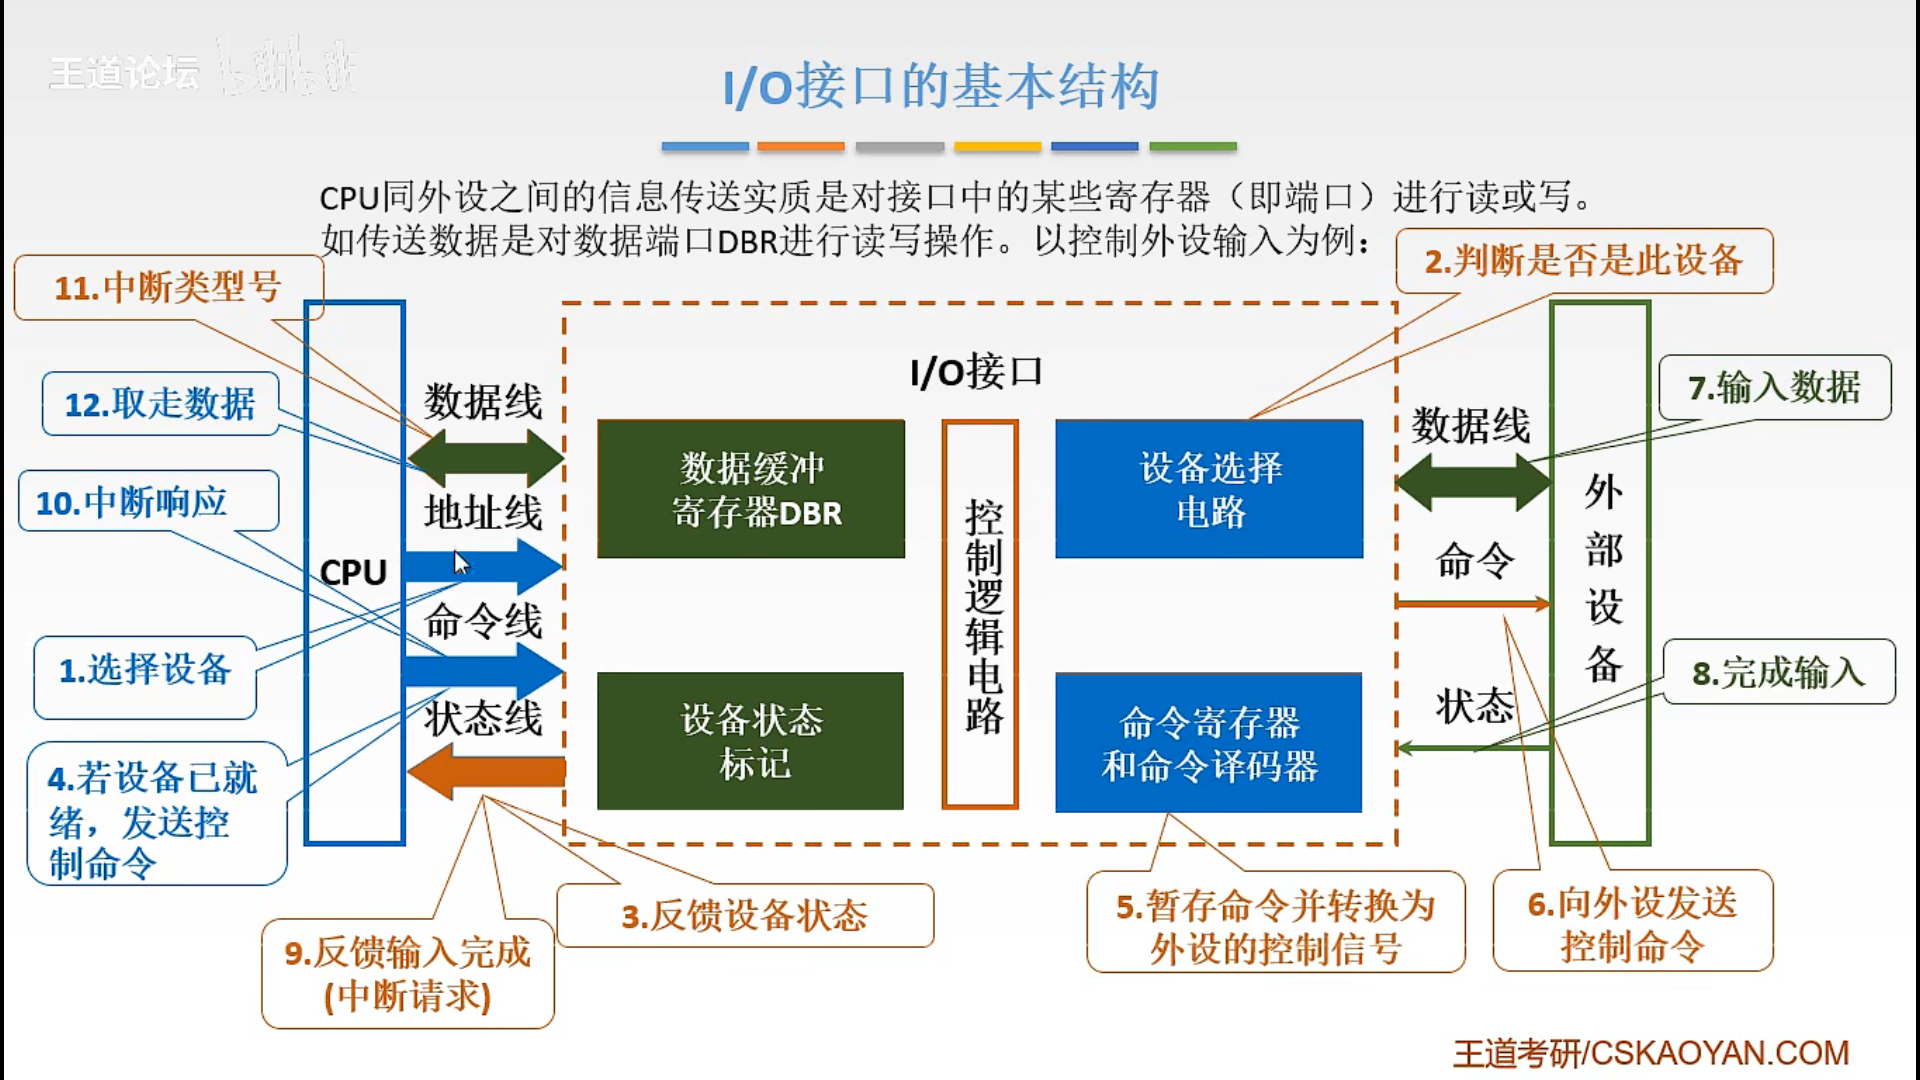 王道论坛 bilibili
I/O接口的基本结构
CPU同外设之间的信息传送实质是对接口中的某些寄存器（即端口）进行读或写。
如传送数据是对数据端口DBR进行读写操作。以控制外设输入为例：
2.判断是否是此设备
11.中断类型号
I/O接口
7.输入数据
12.取走数据
数据线
数据线
数据缓冲
寄存器DBR
设备选择
电路
10.中断响应
地址线
控制逻辑电路
外部设备
命令
CPU
命令线
1.选择设备
8.完成输入
状态线
状态
设备状态
标记
命令寄存器
和命令译码器
4.若设备已就
绪，发送控
制命令
3.反馈设备状态
5.暂存命令并转换为
外设的控制信号
6.向外设发送
控制命令
9.反馈输入完成
(中断请求)
王道考研/CSKAOYAN.COM